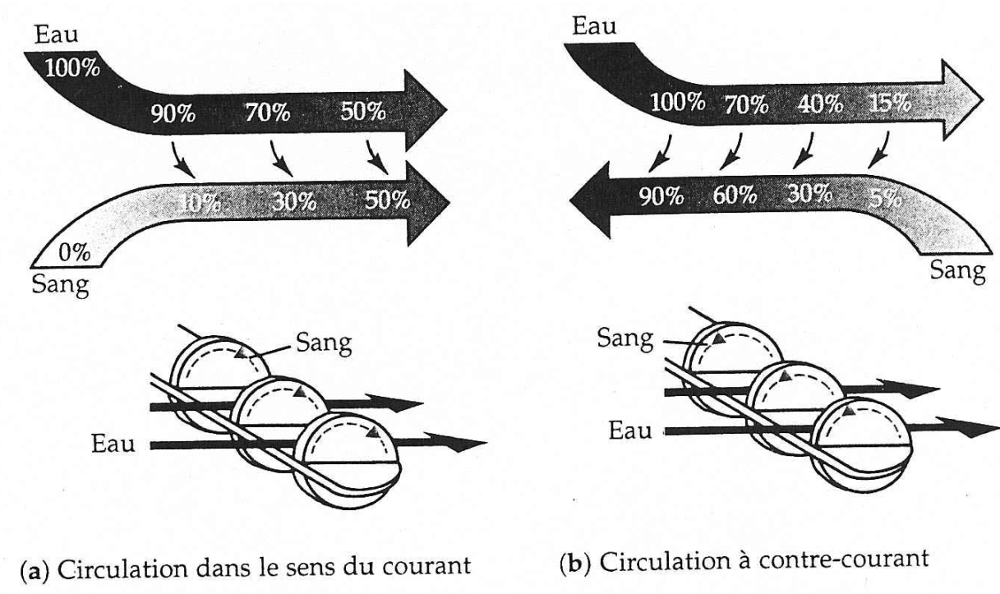 Eau
100%
90% 70% 50%
10% 30% 50%
0%
Sang
Sang
Eau
(a) Circulation dans le sens du courant
Eau
100% 70% 40% 15%
90% 60% 30% 5%
Sang
Sang
Eau
(b) Circulation à contre-courant